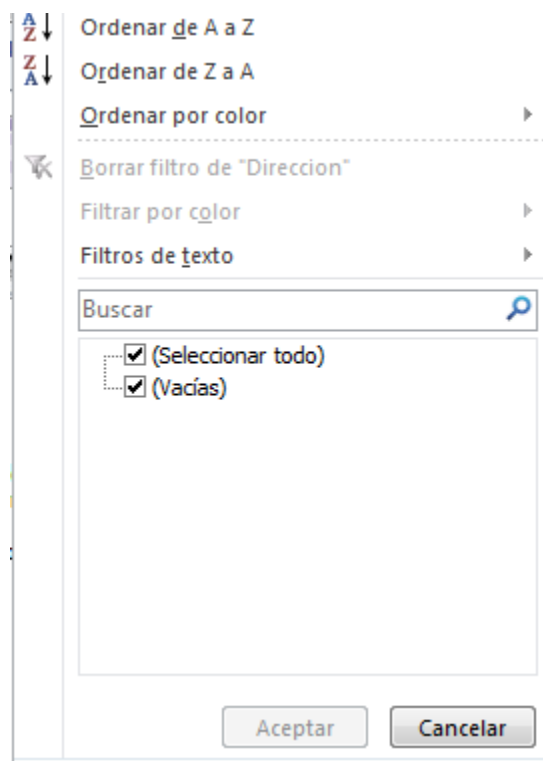 Ordenar de A a Z
Ordenar de Z a A
Ordenar por color
Borrar filtro de "Direccion"
Filtrar por color
Filtros de texto
Buscar
(Seleccionar todo)
(Vacías)
Aceptar Cancelar